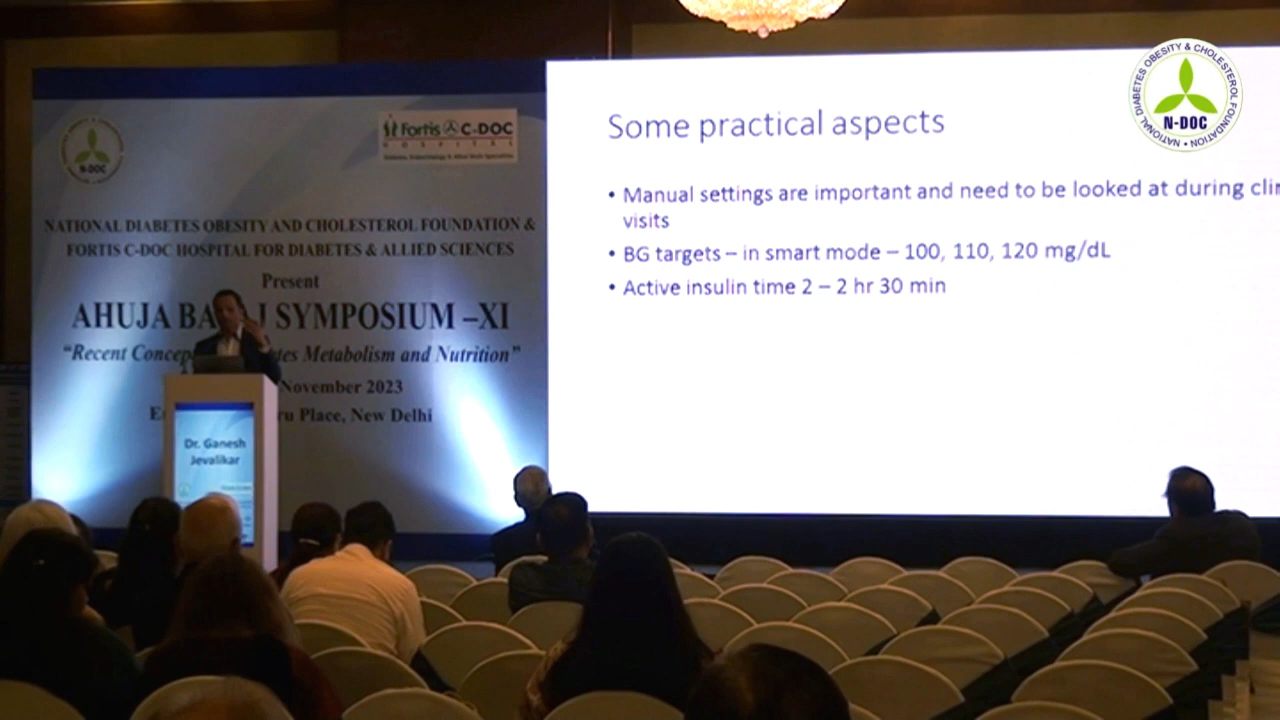 Fortis C-DOC
HOSPITAL
N-DOC
NATIONAL DIABETES OBESITY AND CHOLESTEROL FOUNDATION &
FORTIS C-DOC HOSPITAL FOR DIABETES & ALLIED SCIENCES
Present
AHUJA BA J SYMPOSIUM –XI
“Recent Concep tes Metabolism and Nutrition”
November 2023
Place, New Delhi
Dr. Ganesh
Jevalikar
Some practical aspects
• Manual settings are important and need to be looked at during clin
visits
• BG targets – in smart mode – 100, 110, 120 mg/dL
• Active insulin time 2 – 2 hr 30 min
NATIONAL DIABETES OBESITY & CHOLESTEROL FOUNDATION •
N-DOC